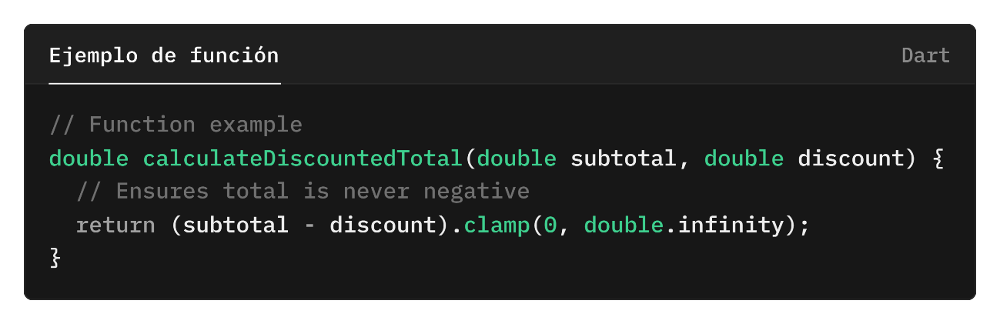 Ejemplo de función
Dart
// Function example
double calculateDiscountedTotal(double subtotal, double discount) {
  // Ensures total is never negative
  return (subtotal - discount).clamp(0, double.infinity);
}